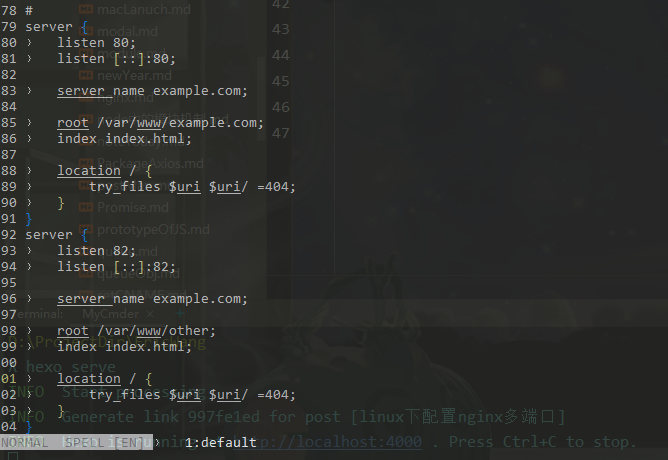 78 #
79 server {
80 › listen 80;
81 › listen [::]:80;
82
83 › server_name example.com;
84
85 › root /var/www/example.com;
86 › index index.html;
87
88 › location / {
89 › try_files $uri $uri/ =404;
90 › }
91 }
92 server {
93 › listen 82;
94 › listen [::]:82;
95
96 › server_name example.com;
97
98 › root /var/www/other;
99 › index index.html;
00
01 › location / {
02 › try_files $uri $uri/ =404;
03 › }
04 }
NORMAL SPELL [EN] › 1:default
macLanuch.md
modal.md
newYear.md
nginx.md
PackageAxios.md
Promise.md
prototypeOfJS.md
42
43
44
45
46
47
Terminal: MyCmder ×
hexo serve
INFO Start processing
INFO Generate link 997fe1ed for post [linux下配置nginx多端口]
http://localhost:4000 . Press Ctrl+C to stop.